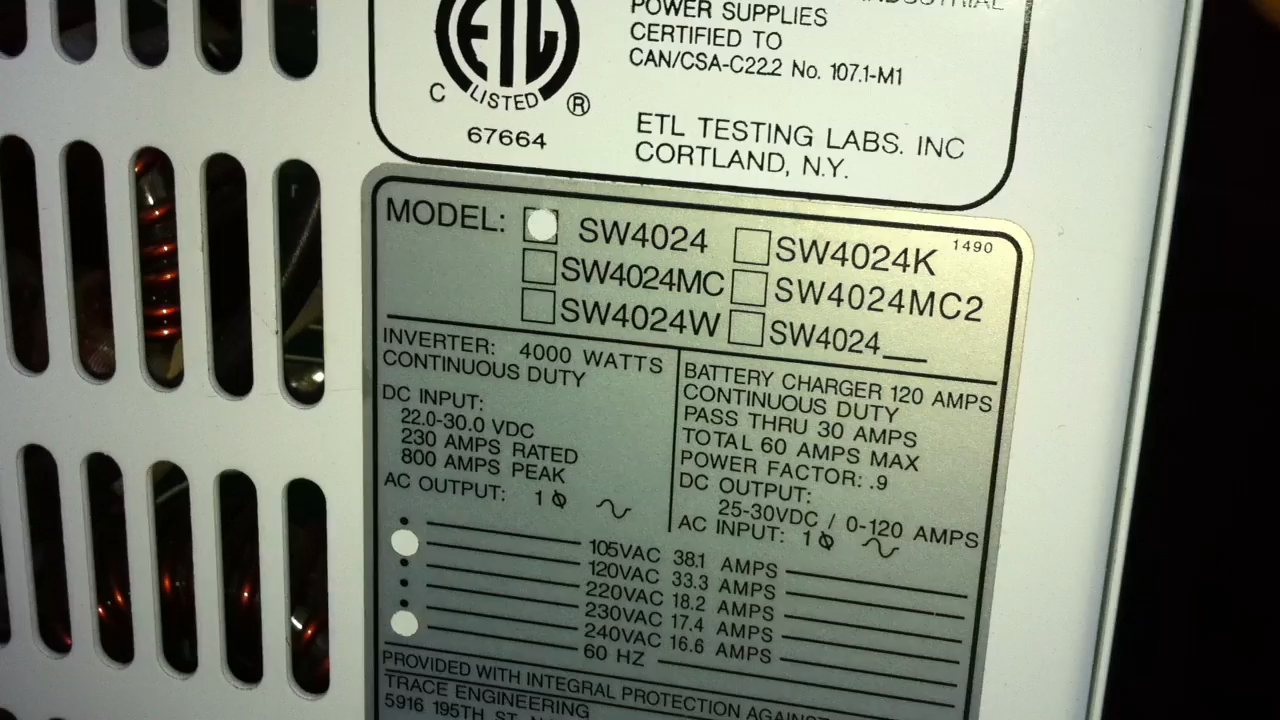 INDUSTRIAL
POWER SUPPLIES
CERTIFIED TO
CAN/CSA-C22.2 No. 107.1-M1
ETL
C LISTED ®
67664
ETL TESTING LABS. INC
CORTLAND, N.Y.
MODEL: SW4024 SW4024K 1490
SW4024MC SW4024MC2
SW4024W SW4024__
INVERTER: 4000 WATTS
CONTINUOUS DUTY
DC INPUT:
22.0-30.0 VDC
230 AMPS RATED
800 AMPS PEAK
AC OUTPUT: 1 Φ ∿
BATTERY CHARGER 120 AMPS
CONTINUOUS DUTY
PASS THRU 30 AMPS
TOTAL 60 AMPS MAX
POWER FACTOR: .9
DC OUTPUT:
25-30VDC / 0-120 AMPS
AC INPUT: 1 Φ ∿
105VAC 38.1 AMPS
120VAC 33.3 AMPS
220VAC 18.2 AMPS
230VAC 17.4 AMPS
240VAC 16.6 AMPS
60 HZ
PROVIDED WITH INTEGRAL PROTECTION AGAINST
TRACE ENGINEERING
5916 195TH ST.